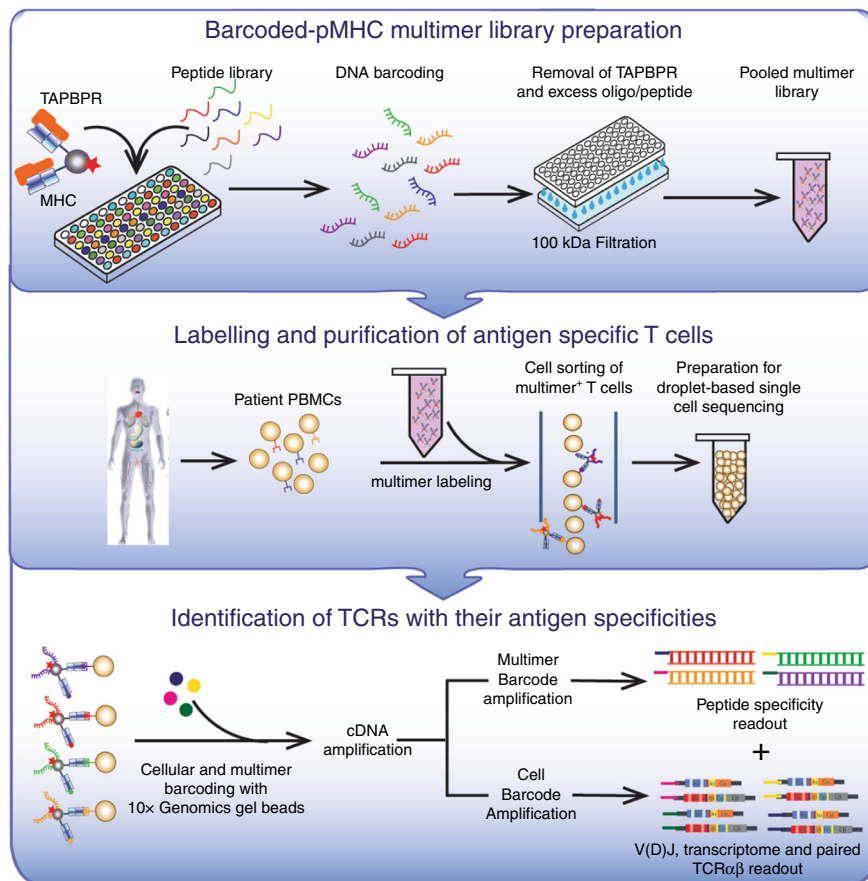 Barcoded-pMHC multimer library preparation
TAPBPR
Peptide library
DNA barcoding
Removal of TAPBPR
and excess oligo/peptide
Pooled multimer
library
MHC
100 kDa Filtration
Labelling and purification of antigen specific T cells
Patient PBMCs
Cell sorting of
multimer⁺ T cells
Preparation for
droplet-based single
cell sequencing
multimer labeling
Identification of TCRs with their antigen specificities
Cellular and multimer
barcoding with
10× Genomics gel beads
cDNA
amplification
Multimer
Barcode
amplification
Peptide specificity
readout
+
Cell
Barcode
Amplification
V(D)J, transcriptome and paired
TCRαβ readout